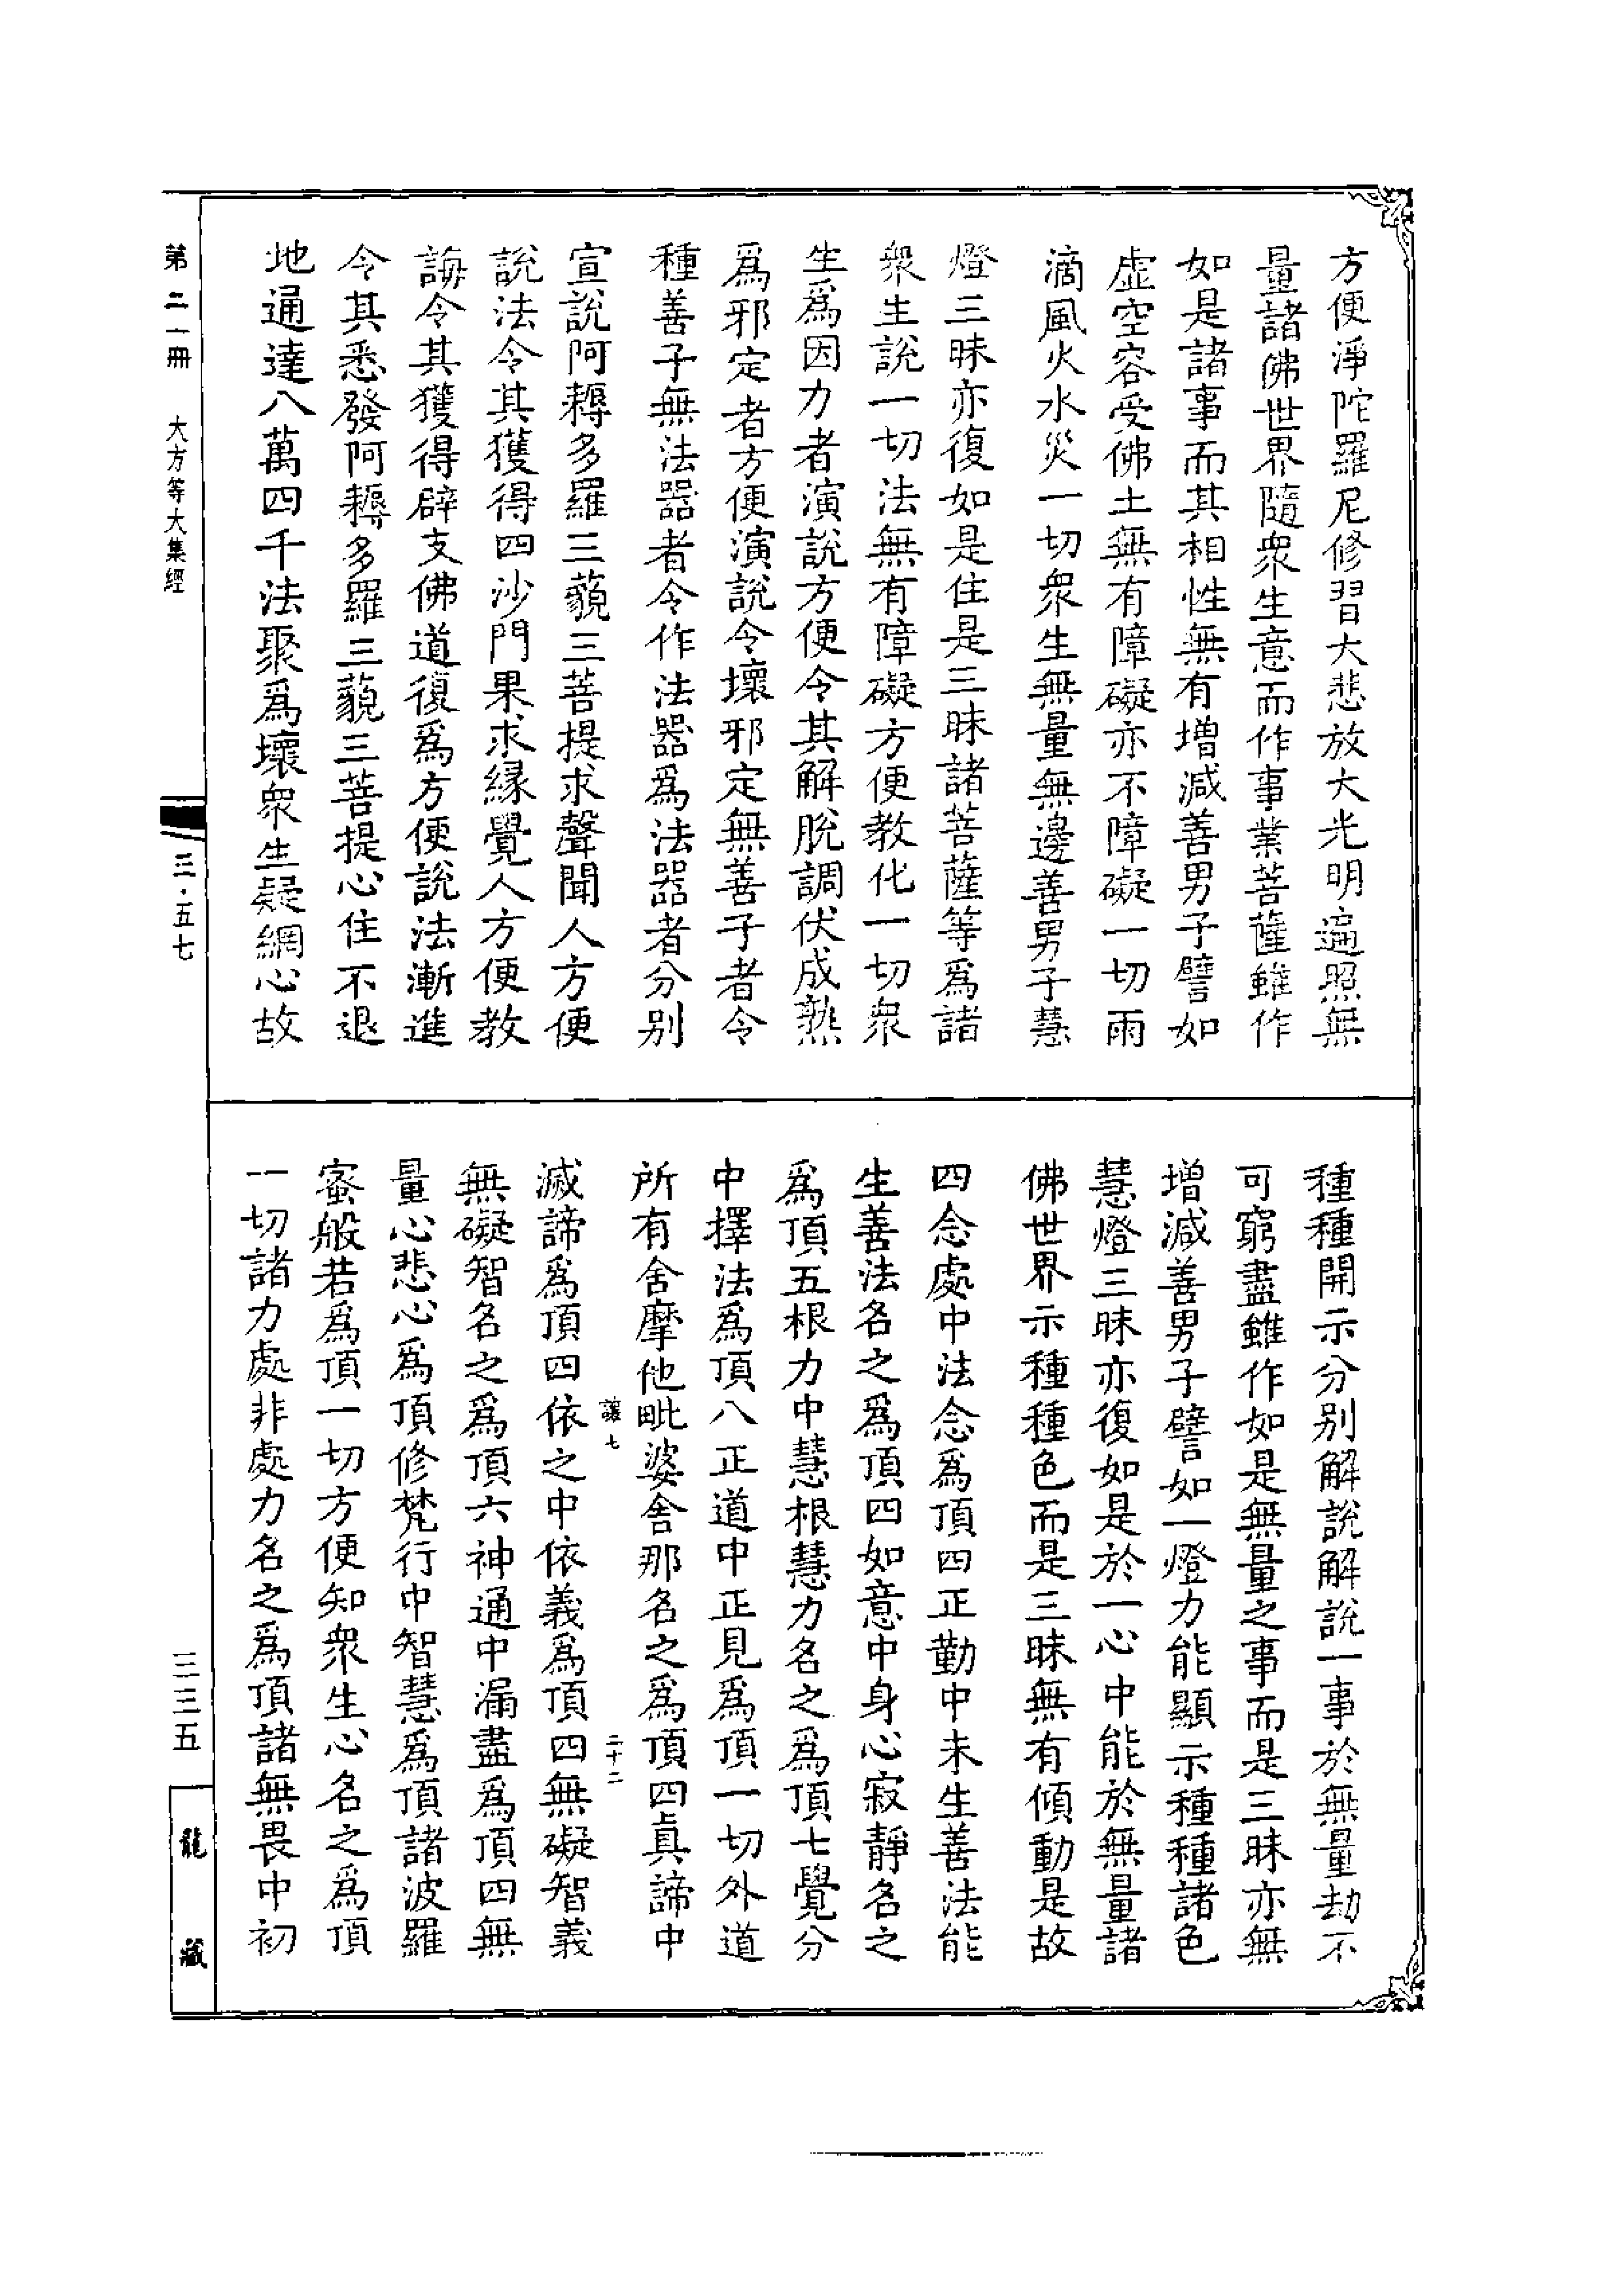 方便淨陀羅尼修習大悲放大光明遍照無
量諸佛世界隨衆生意而作事業菩薩雖作
如是諸事而其相性無有增減善男子譬如
虛空容受佛土無有障礙亦不障礙一切雨
滴風火水災一切衆生無量無邊善男子慧
燈三昧亦復如是住是三昧諸菩薩等爲諸
衆生說一切法無有障礙方便教化一切衆
生爲因力者演說方便令其解脫調伏成熟
爲邪定者方便演說令壞邪定無善子者令
種善子無法器者令作法器爲法器者分别
宣說阿耨多羅三藐三菩提求聲聞人方便
說法令其獲得四沙門果求緣覺人方便教
誨令其獲得辟支佛道復爲方便說法漸進
令其悉發阿耨多羅三藐三菩提心住不退
地通達八萬四千法聚爲壞衆生疑網心故
種種開示分别解說解說一事於無量劫不
可窮盡雖作如是無量之事而是三昧亦無
增減善男子譬如一燈力能顯示種種諸色
慧燈三昧亦復如是於一心中能於無量諸
佛世界示種種色而是三昧無有傾動是故
四念處中法念爲頂四正勤中未生善法能
生善法名之爲頂四如意中身心寂靜名之
爲頂五根力中慧根慧力名之爲頂七覺分
中擇法爲頂八正道中正見爲頂一切外道
所有舍摩他毗婆舍那名之爲頂四真諦中
讓七 二十二
滅諦爲頂四依之中依義爲頂四無礙智義
無礙智名之爲頂六神通中漏盡爲頂四無
量心悲心爲頂修梵行中智慧爲頂諸波羅
蜜般若爲頂一切方便知衆生心名之爲頂
一切諸力處非處力名之爲頂諸無畏中初
第二一冊 大方等大集經 三·五七 三三五
龍藏